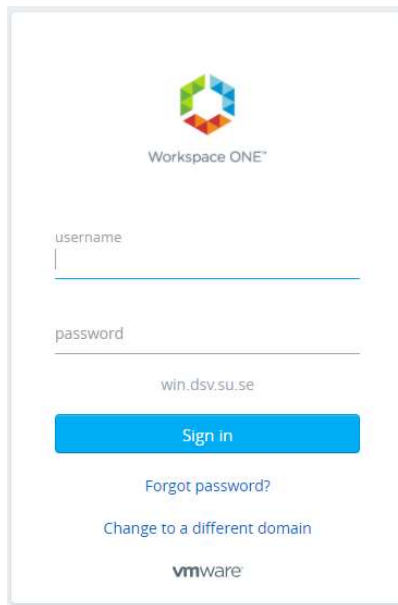 Workspace ONE™
username
password
win.dsv.su.se
Sign in
Forgot password?
Change to a different domain
vmware